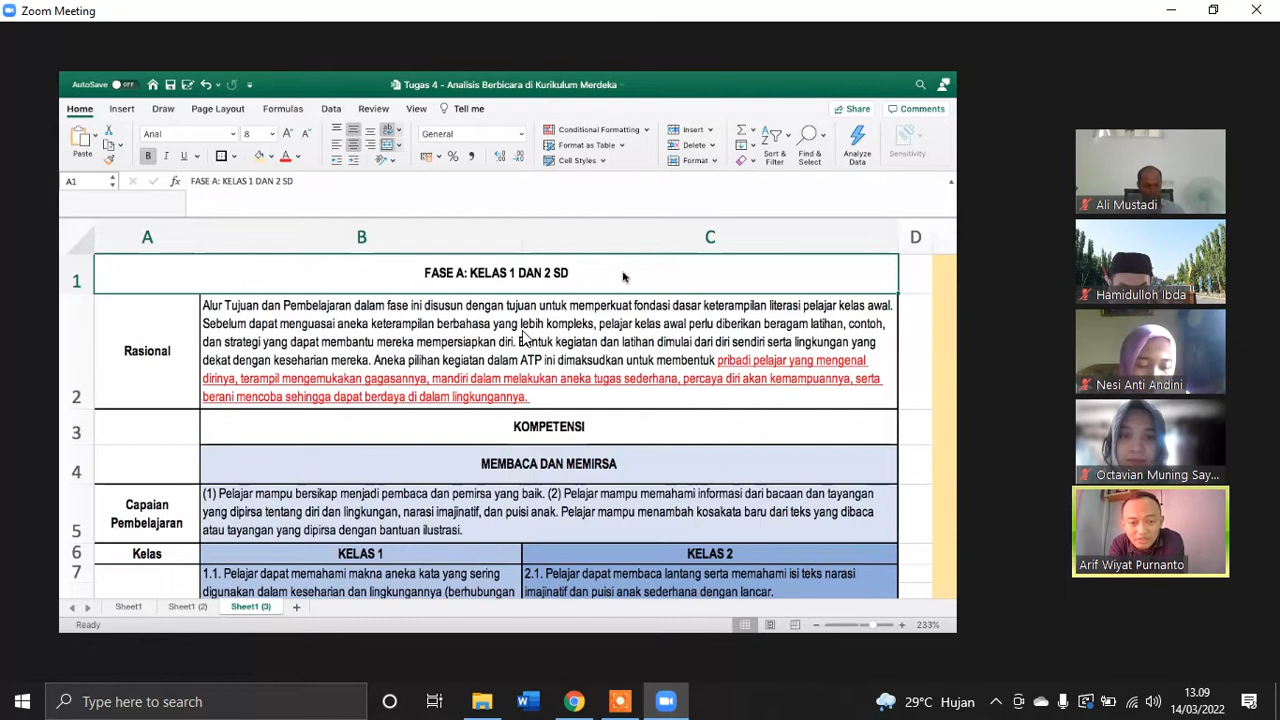 Zoom Meeting
AutoSave OFF
Tugas 4 - Analisis Berbicara di Kurikulum Merdeka
Home Insert Draw Page Layout Formulas Data Review View Tell me Share Comments
Paste
Arial 8
B I U
General
Conditional Formatting
Format as Table
Cell Styles
Insert
Delete
Format
Sort & Filter
Find & Select
Analyze Data
Sensitivity
A1 fx FASE A: KELAS 1 DAN 2 SD
A B C D
1 FASE A: KELAS 1 DAN 2 SD
Alur Tujuan dan Pembelajaran dalam fase ini disusun dengan tujuan untuk memperkuat fondasi dasar keterampilan literasi pelajar kelas awal.
Sebelum dapat menguasai aneka keterampilan berbahasa yang lebih kompleks, pelajar kelas awal perlu diberikan beragam latihan, contoh,
dan strategi yang dapat membantu mereka mempersiapkan diri. Bentuk kegiatan dan latihan dimulai dari diri sendiri serta lingkungan yang
Rasional
dekat dengan keseharian mereka. Aneka pilihan kegiatan dalam ATP ini dimaksudkan untuk membentuk pribadi pelajar yang mengenal
dirinya, terampil mengemukakan gagasannya, mandiri dalam melakukan aneka tugas sederhana, percaya diri akan kemampuannya, serta
2 berani mencoba sehingga dapat berdaya di dalam lingkungannya.
3 KOMPETENSI
4 MEMBACA DAN MEMIRSA
Capaian Pembelajaran
(1) Pelajar mampu bersikap menjadi pembaca dan pemirsa yang baik. (2) Pelajar mampu memahami informasi dari bacaan dan tayangan
yang dipirsa tentang diri dan lingkungan, narasi imajinatif, dan puisi anak. Pelajar mampu menambah kosakata baru dari teks yang dibaca
5 atau tayangan yang dipirsa dengan bantuan ilustrasi.
6 Kelas KELAS 1 KELAS 2
7 1.1. Pelajar dapat memahami makna aneka kata yang sering
digunakan dalam keseharian dan lingkungannya (berhubungan
2.1. Pelajar dapat membaca lantang serta memahami isi teks narasi
imajinatif dan puisi anak sederhana dengan lancar.
Sheet1 Sheet1 (2) Sheet1 (3)
Ready 233%
Ali Mustadi
Hamidulloh Ibda
Nesi Anti Andini
Octavian Muning Say...
Arif Wiyat Purnanto
Type here to search
29°C Hujan
13.09
14/03/2022